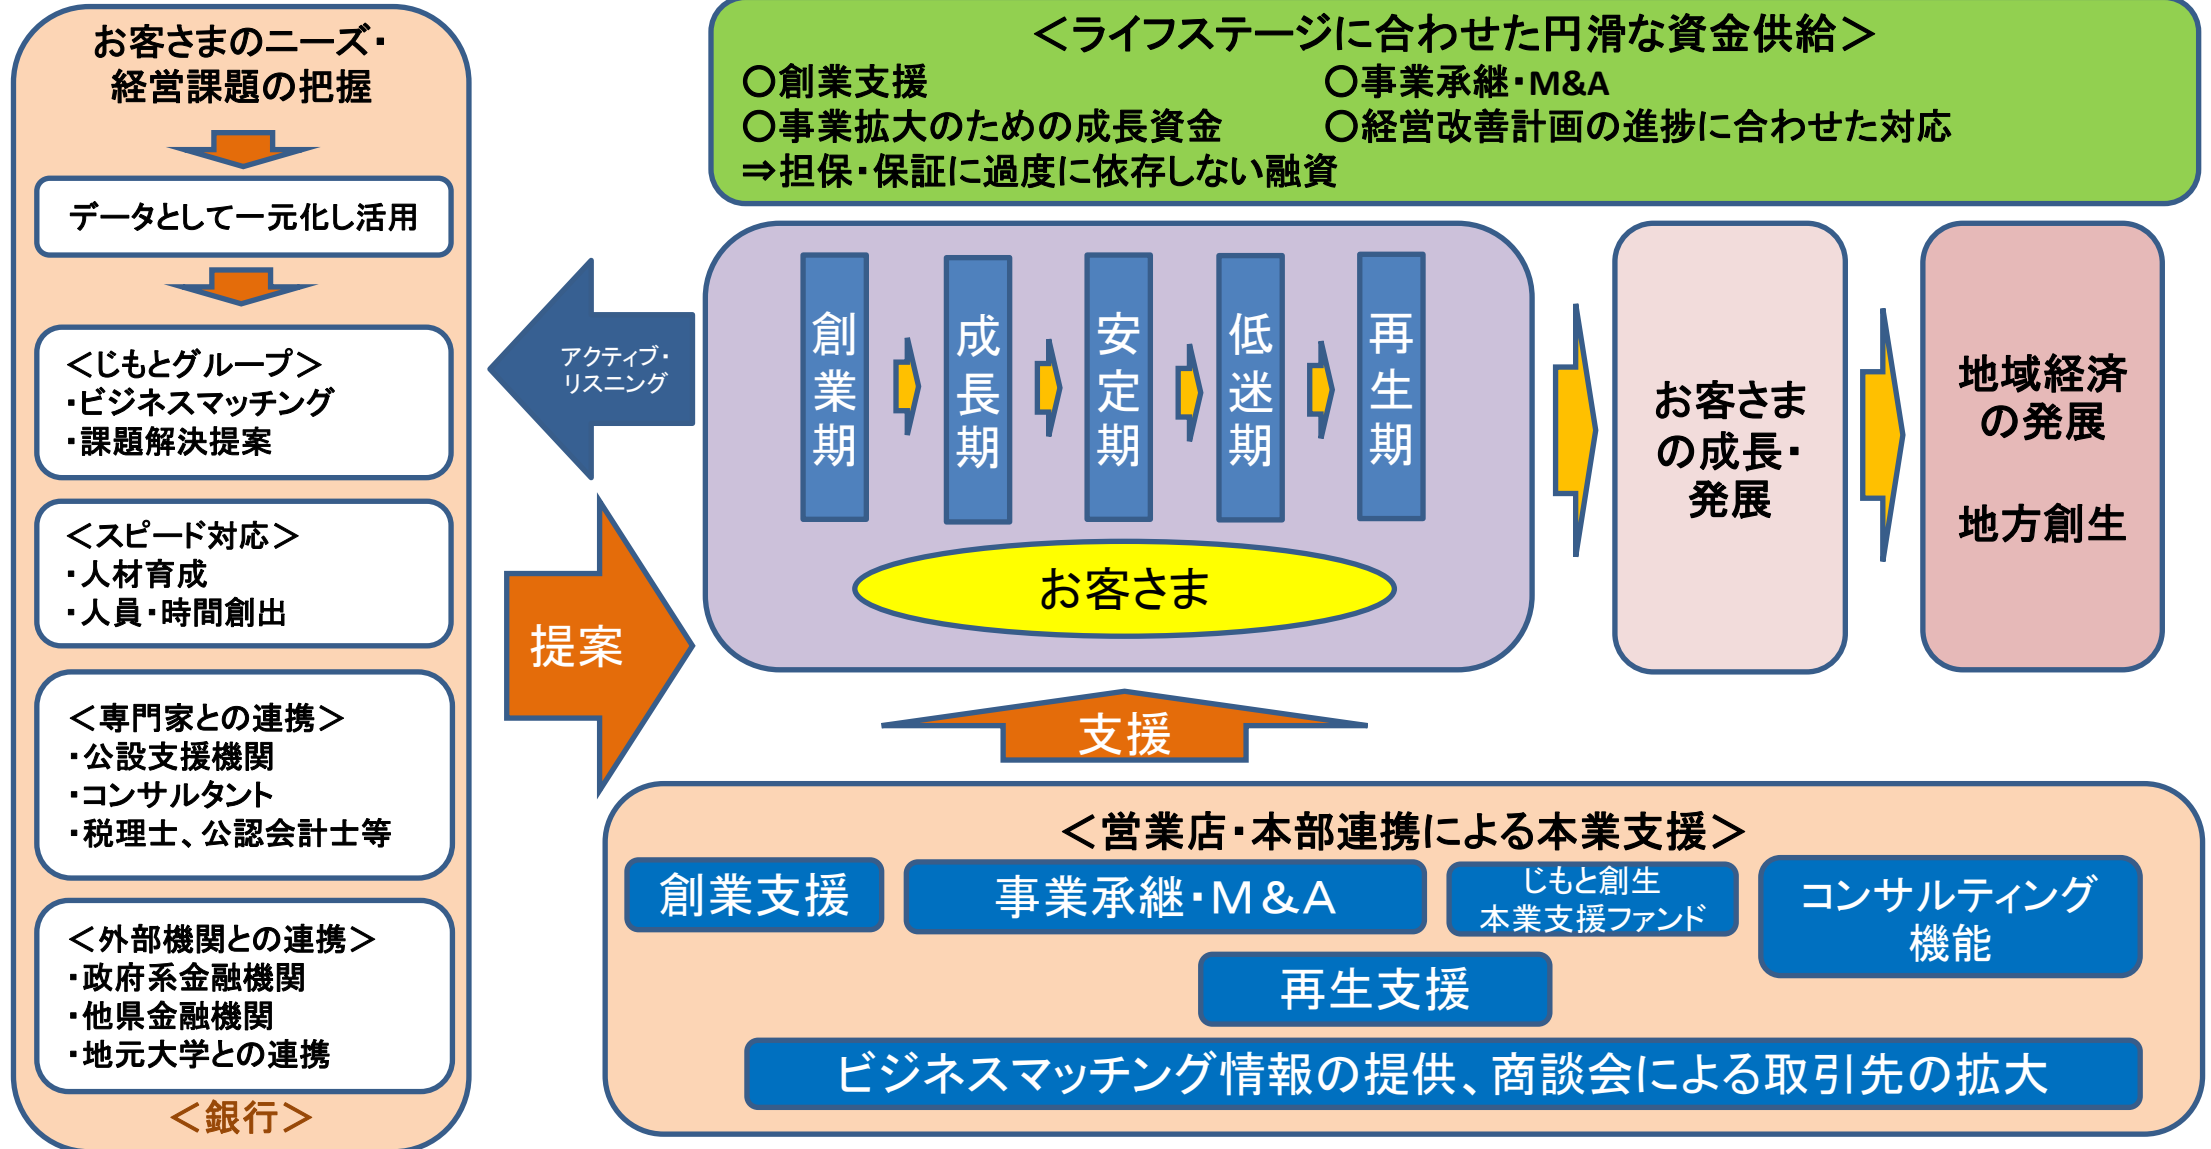 お客さまのニーズ・
経営課題の把握
データとして一元化し活用
＜じもとグループ＞
・ビジネスマッチング
・課題解決提案
＜スピード対応＞
・人材育成
・人員・時間創出
＜専門家との連携＞
・公設支援機関
・コンサルタント
・税理士、公認会計士等
＜外部機関との連携＞
・政府系金融機関
・他県金融機関
・地元大学との連携
＜銀行＞
＜ライフステージに合わせた円滑な資金供給＞
○創業支援　○事業承継・M&A
○事業拡大のための成長資金　○経営改善計画の進捗に合わせた対応
⇒担保・保証に過度に依存しない融資
アクティブ・
リスニング
提案
創業期
成長期
安定期
低迷期
再生期
お客さま
お客さま
の成長・
発展
地域経済
の発展
地方創生
支援
＜営業店・本部連携による本業支援＞
創業支援
事業承継・M＆A
じもと創生
本業支援ファンド
コンサルティング
機能
再生支援
ビジネスマッチング情報の提供、商談会による取引先の拡大